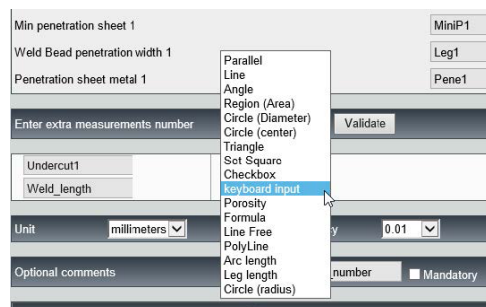 Min penetration sheet 1 MiniP1
Weld Bead penetration width 1 Leg1
Penetration sheet metal 1 Pene1
Parallel
Line
Angle
Region (Area)
Circle (Diameter)
Circle (center)
Triangle
Set Square
Checkbox
keyboard input
Porosity
Formula
Line Free
PolyLine
Arc length
Leg length
Circle (radius)
Enter extra measurements number Validate
Undercut1
Weld_length
Unit millimeters y 0.01
Optional comments _number Mandatory